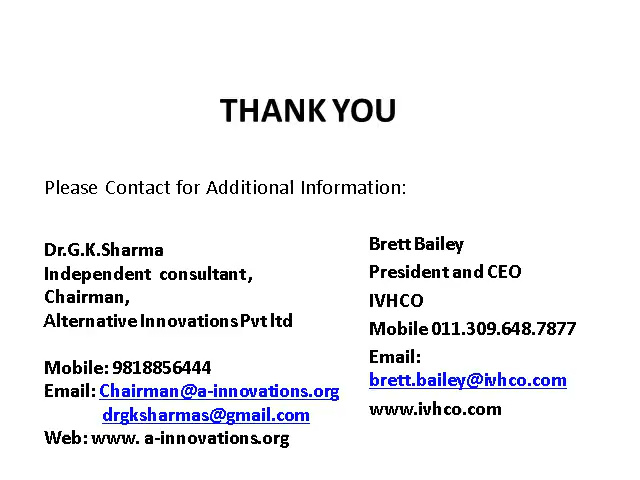 THANK YOU
Please Contact for Additional Information:
Dr.G.K.Sharma
Independent consultant,
Chairman,
Alternative Innovations Pvt ltd
Mobile: 9818856444
Email: Chairman@a-innovations.org
drgksharmas@gmail.com
Web: www. a-innovations.org
Brett Bailey
President and CEO
IVHCO
Mobile 011.309.648.7877
Email:
brett.bailey@ivhco.com
www.ivhco.com